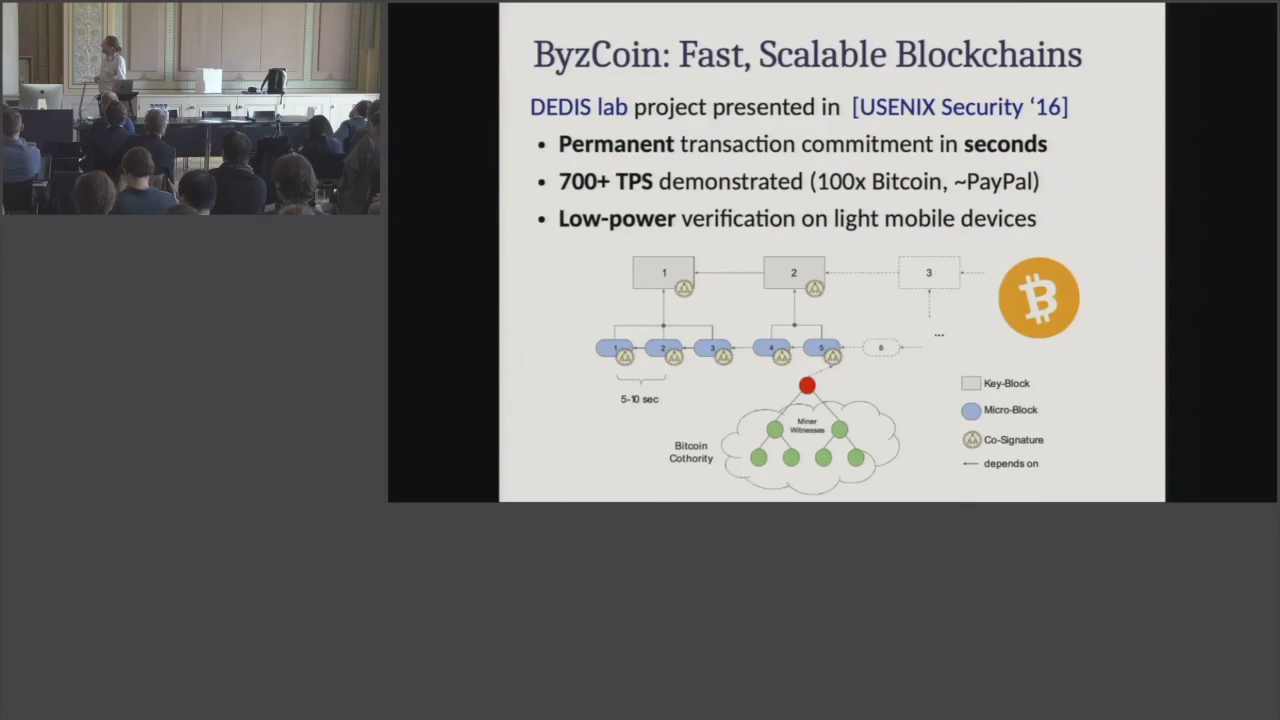 ByzCoin: Fast, Scalable Blockchains
DEDIS lab project presented in [USENIX Security ‘16]
• Permanent transaction commitment in seconds
• 700+ TPS demonstrated (100x Bitcoin, ~PayPal)
• Low-power verification on light mobile devices
1 2 3
...
1 2 3 4 5 6
5-10 sec
Key-Block
Micro-Block
Miner
Witnesses
Co-Signature
Bitcoin
Cothority
depends on